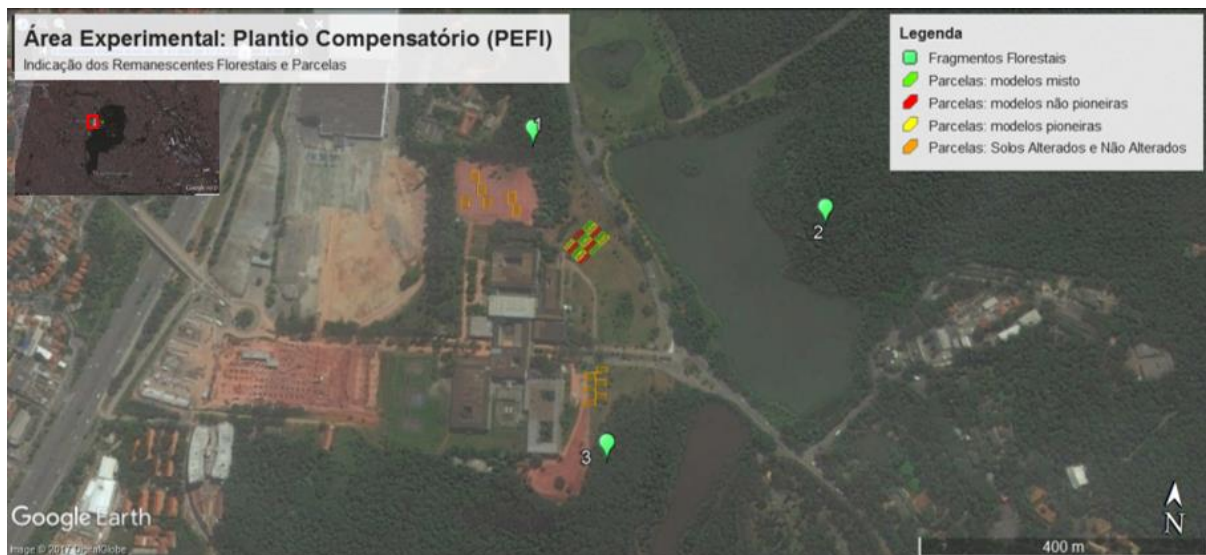 Área Experimental: Plantio Compensatório (PEFI)
Indicação dos Remanescentes Florestais e Parcelas
Legenda
Fragmentos Florestais
Parcelas: modelos misto
Parcelas: modelos não pioneiras
Parcelas: modelos pioneiras
Parcelas: Solos Alterados e Não Alterados
1
2
3
Google Earth
Image © 2017 DigitalGlobe
400 m
N